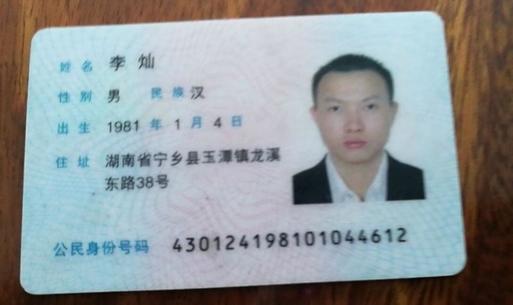 姓名 李灿
性别 男 民族 汉
出生 1981 年 1 月 4 日
住址 湖南省宁乡县玉潭镇龙溪
东路38号
公民身份号码 430124198101044612